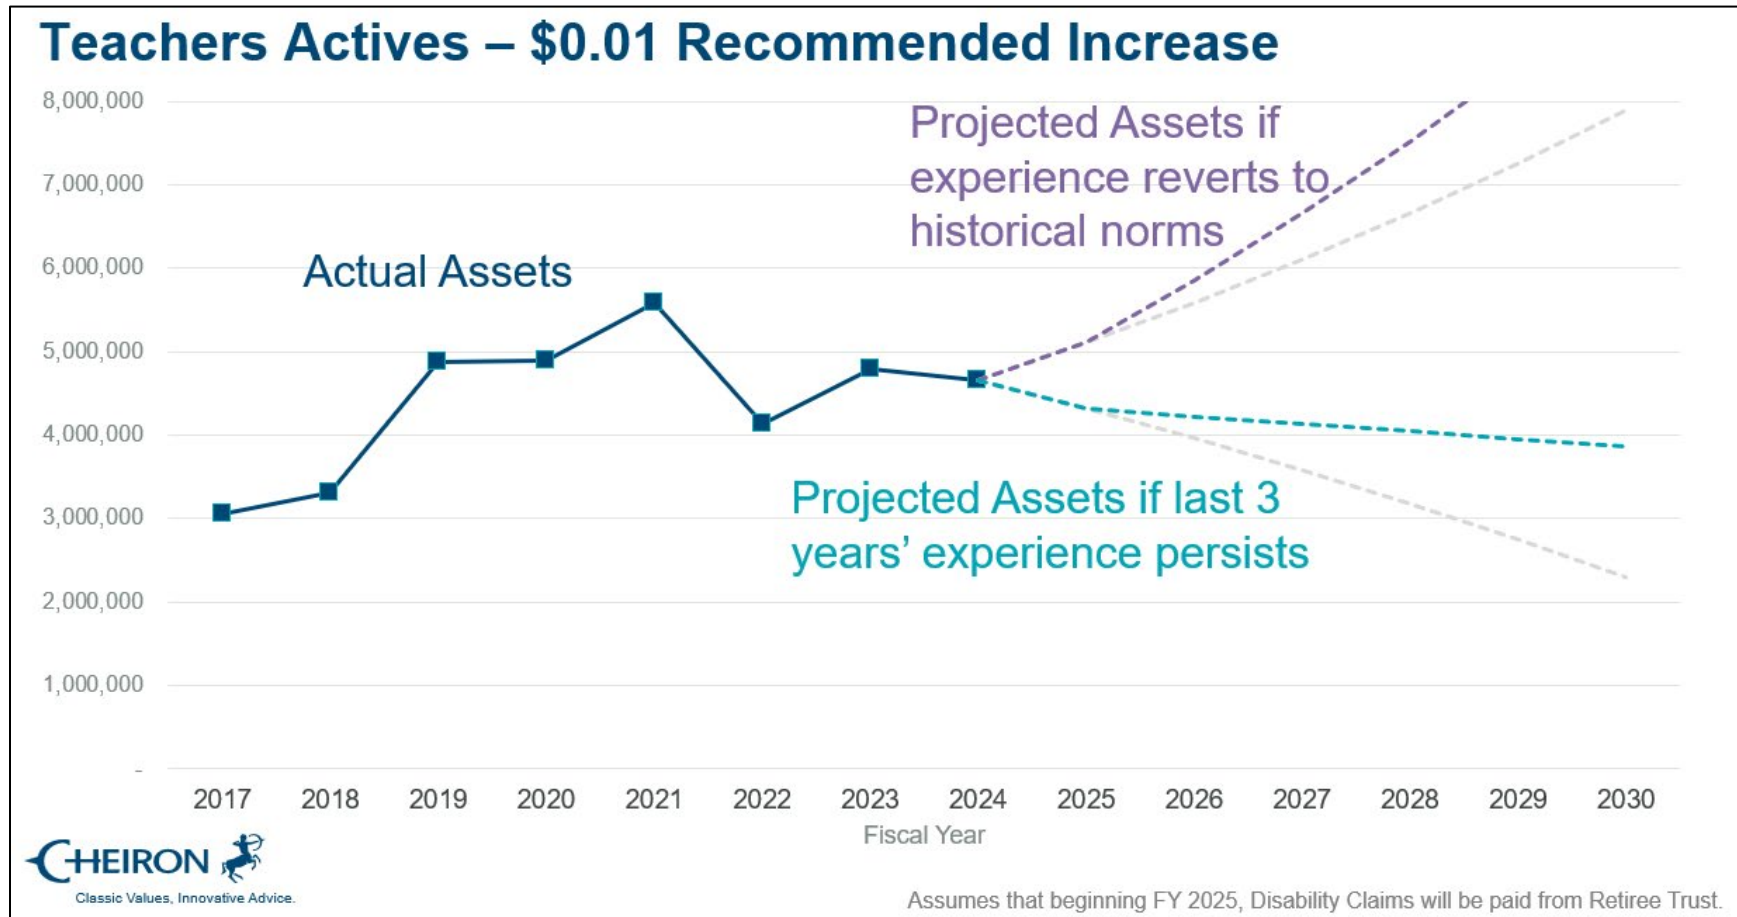 Teachers Actives – $0.01 Recommended Increase
8,000,000
7,000,000
6,000,000
5,000,000
4,000,000
3,000,000
2,000,000
1,000,000
-
Projected Assets if
experience reverts to
historical norms
Actual Assets
Projected Assets if last 3
years’ experience persists
2017 2018 2019 2020 2021 2022 2023 2024 2025 2026 2027 2028 2029 2030
Fiscal Year
CHEIRON
Classic Values, Innovative Advice.
Assumes that beginning FY 2025, Disability Claims will be paid from Retiree Trust.